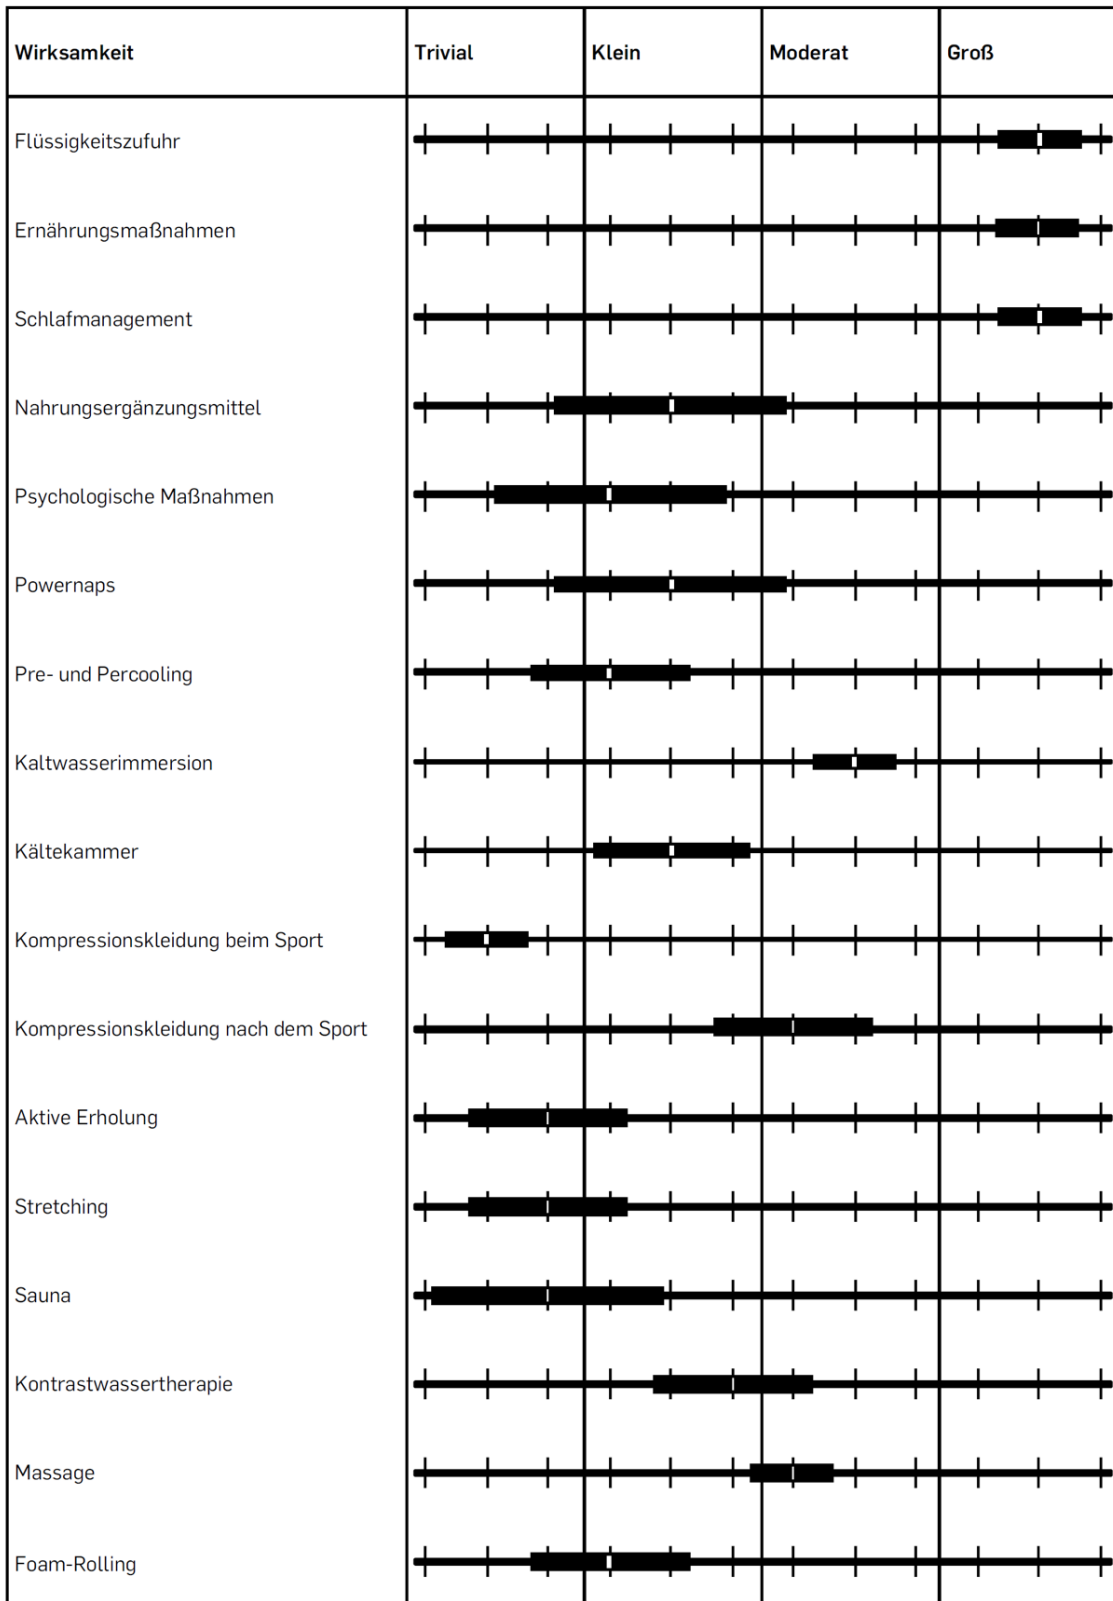 Wirksamkeit Trivial Klein Moderat Groß
Flüssigkeitszufuhr
Ernährungsmaßnahmen
Schlafmanagement
Nahrungsergänzungsmittel
Psychologische Maßnahmen
Powernaps
Pre- und Percooling
Kaltwasserimmersion
Kältekammer
Kompressionskleidung beim Sport
Kompressionskleidung nach dem Sport
Aktive Erholung
Stretching
Sauna
Kontrastwassertherapie
Massage
Foam-Rolling